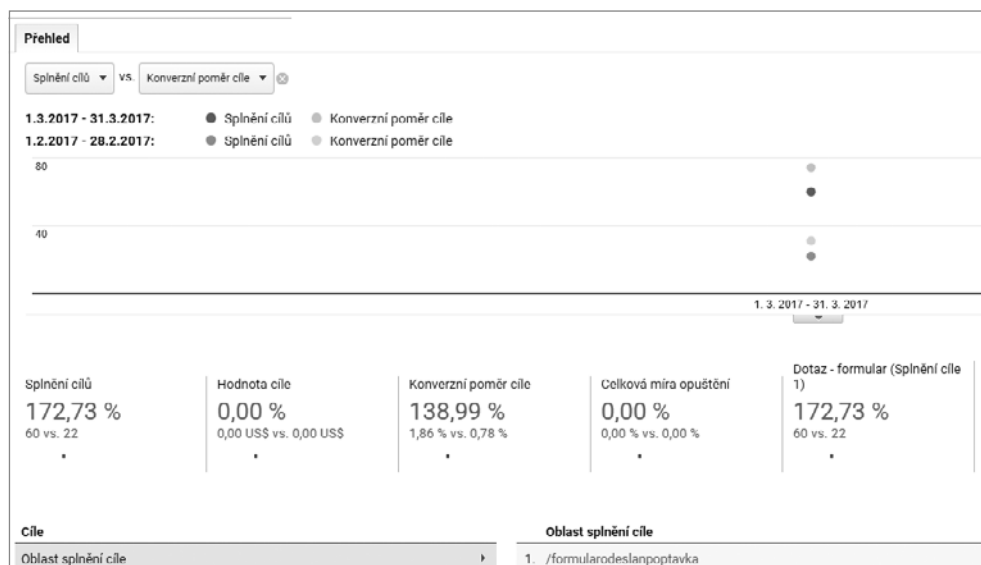 Přehled
Splnění cílů vs. Konverzní poměr cíle
1.3.2017 - 31.3.2017: Splnění cílů Konverzní poměr cíle
1.2.2017 - 28.2.2017: Splnění cílů Konverzní poměr cíle
80
40
1. 3. 2017 - 31. 3. 2017
Splnění cílů
172,73 %
60 vs. 22
Hodnota cíle
0,00 %
0,00 US$ vs. 0,00 US$
Konverzní poměr cíle
138,99 %
1,86 % vs. 0,78 %
Celková míra opuštění
0,00 %
0,00 % vs. 0,00 %
Dotaz - formular (Splnění cíle
1)
172,73 %
60 vs. 22
Cíle
Oblast splnění cíle
Oblast splnění cíle
1. /formularodeslanpoptavka